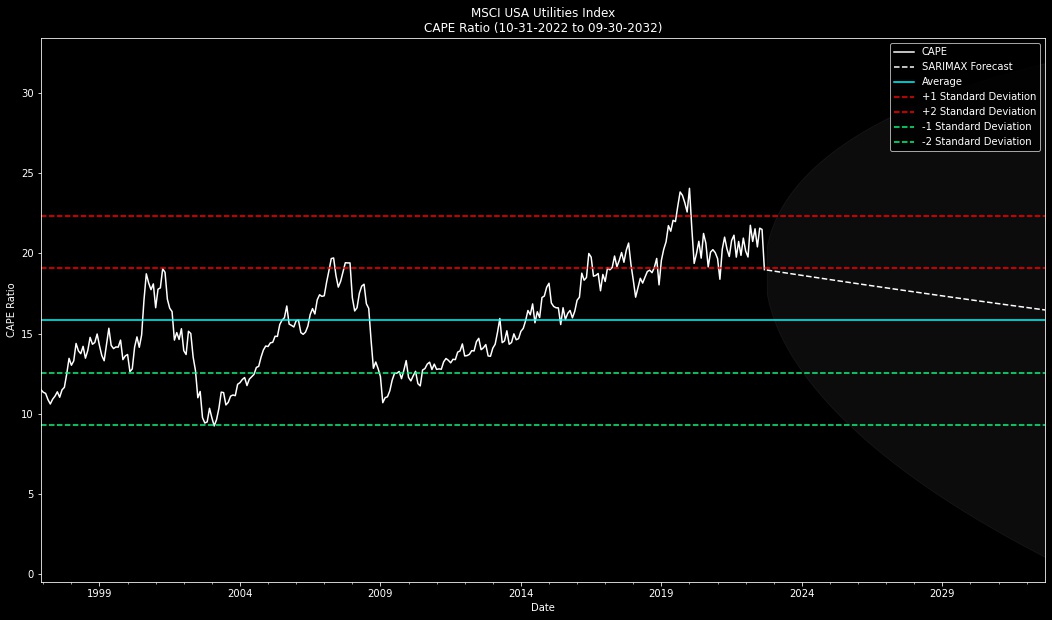 MSCI USA Utilities Index
CAPE Ratio (10-31-2022 to 09-30-2032)
CAPE
SARIMAX Forecast
Average
+1 Standard Deviation
+2 Standard Deviation
-1 Standard Deviation
-2 Standard Deviation
30
25
20
15
10
5
0
CAPE Ratio
1999
2004
2009
2014
2019
2024
2029
Date